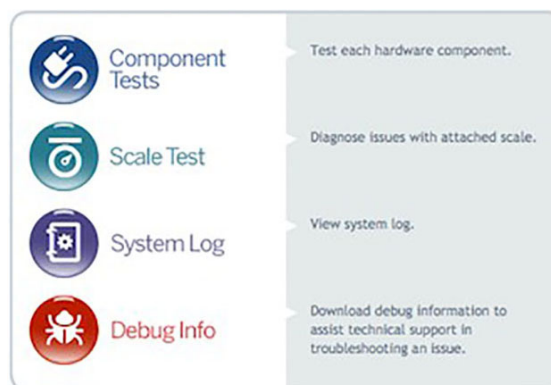 Component
Tests
Test each hardware component.
Scale Test
Diagnose issues with attached scale.
System Log
View system log.
Debug Info
Download debug information to
assist technical support in
troubleshooting an issue.